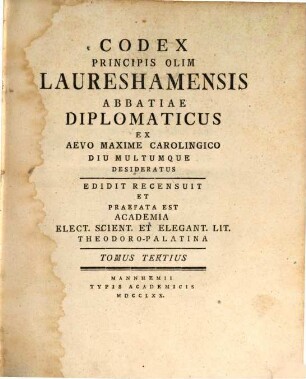 CODEX
PRINCIPIS OLIM
LAURESHAMENSIS
ABBATIAE
DIPLOMATICUS
EX
AEVO MAXIME CAROLINGICO
DIU MULTUMQUE
DESIDERATUS
EDIDIT RECENSUIT
ET
PRAEFATA EST
ACADEMIA
ELECT. SCIENT. ET ELEGANT. LIT.
THEODORO-PALATINA
TOMUS TERTIUS
MANNHEMII
TYPIS ACADEMICIS
MDCCLXX.